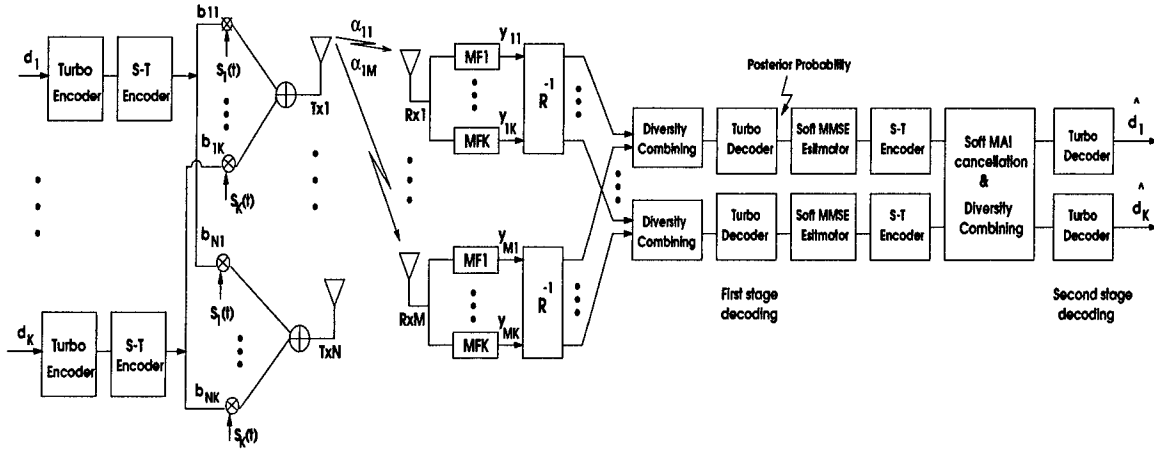 d1
Turbo
Encoder
S-T
Encoder
b11
S1(t)
b1K
SK(t)
Tx1
α11
α1M
Rx1
MF1
y11
MFK
y1K
R-1
Diversity
Combining
Turbo
Decoder
Posterior Probability
Soft MMSE
Esitmator
S-T
Encoder
Soft MAI
cancellation
&
Diversity
Combining
Turbo
Decoder
d̂1
dK
Turbo
Encoder
S-T
Encoder
bN1
S1(t)
bNK
SK(t)
TxN
RxM
MF1
yM1
MFK
yMK
R-1
Diversity
Combining
Turbo
Decoder
Soft MMSE
Esitmator
S-T
Encoder
Turbo
Decoder
d̂K
First stage
decoding
Second stage
decoding